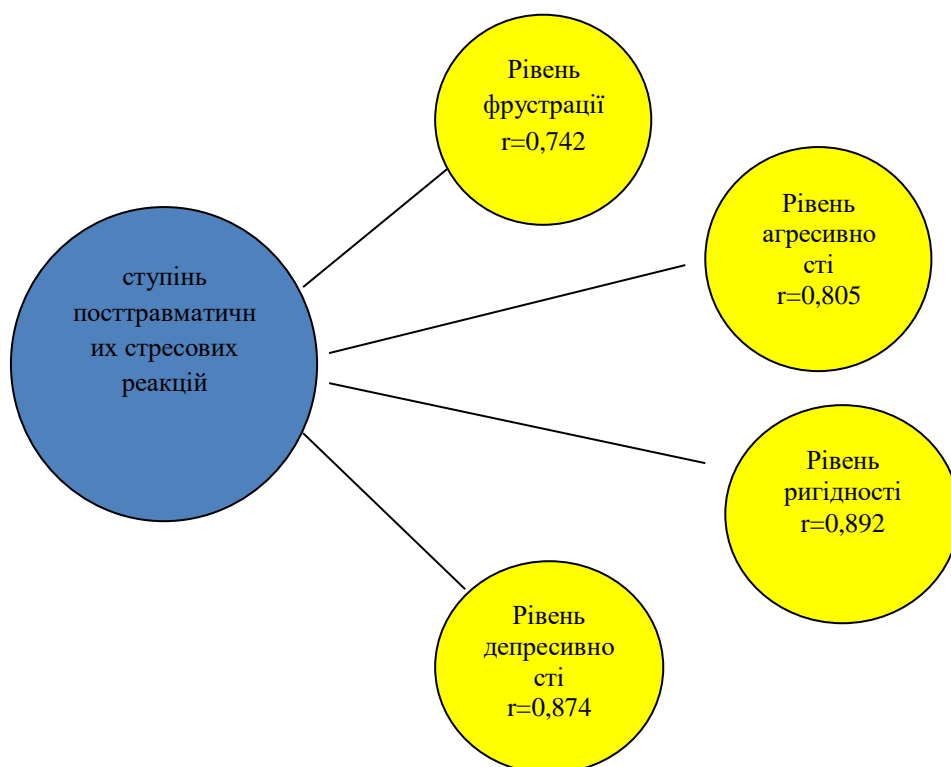 Рівень
фрустрації
r=0,742
Рівень
агресивно
сті
r=0,805
ступінь
посттравматичн
их стресових
реакцій
Рівень
ригідності
r=0,892
Рівень
депресивно
сті
r=0,874